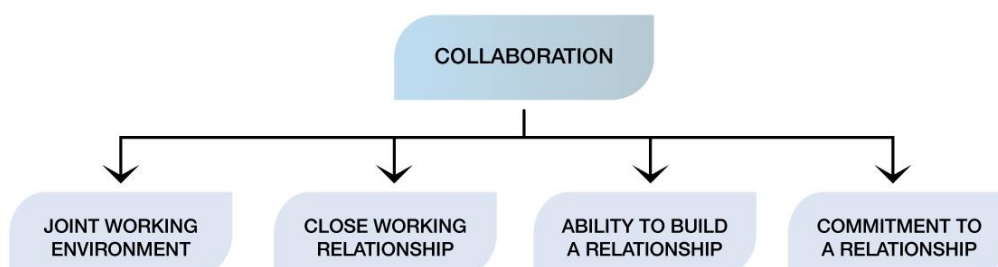 COLLABORATION
JOINT WORKING
ENVIRONMENT
CLOSE WORKING
RELATIONSHIP
ABILITY TO BUILD
A RELATIONSHIP
COMMITMENT TO
A RELATIONSHIP